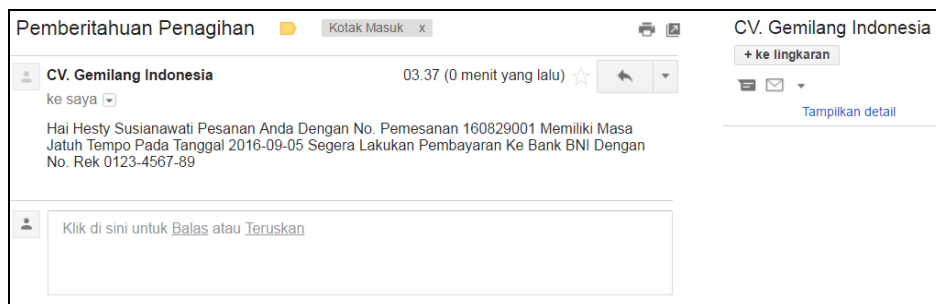 Pemberitahuan Penagihan Kotak Masuk x
CV. Gemilang Indonesia 03.37 (0 menit yang lalu)
ke saya
Hai Hesty Susianawati Pesanan Anda Dengan No. Pemesanan 160829001 Memiliki Masa
Jatuh Tempo Pada Tanggal 2016-09-05 Segera Lakukan Pembayaran Ke Bank BNI Dengan
No. Rek 0123-4567-89
Klik di sini untuk Balas atau Teruskan
CV. Gemilang Indonesia
+ ke lingkaran
Tampilkan detail